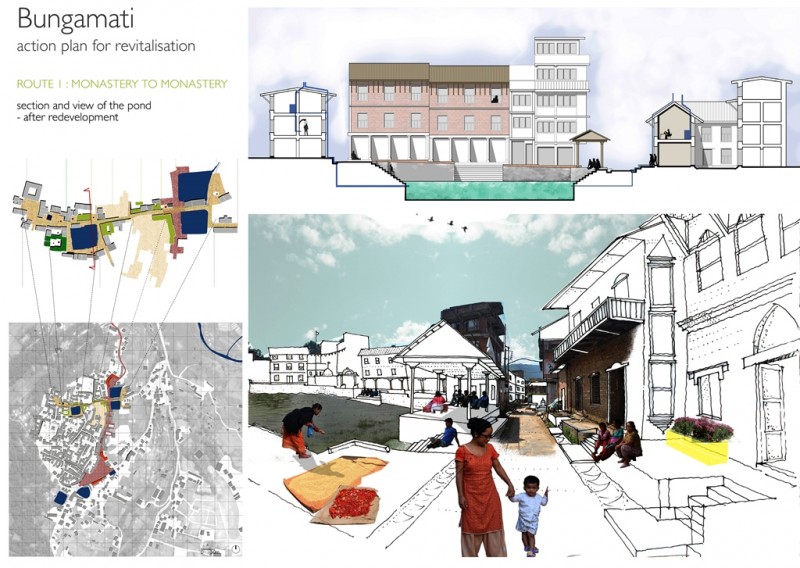 Bungamati
action plan for revitalisation
ROUTE 1 : MONASTERY TO MONASTERY
section and view of the pond
- after redevelopment